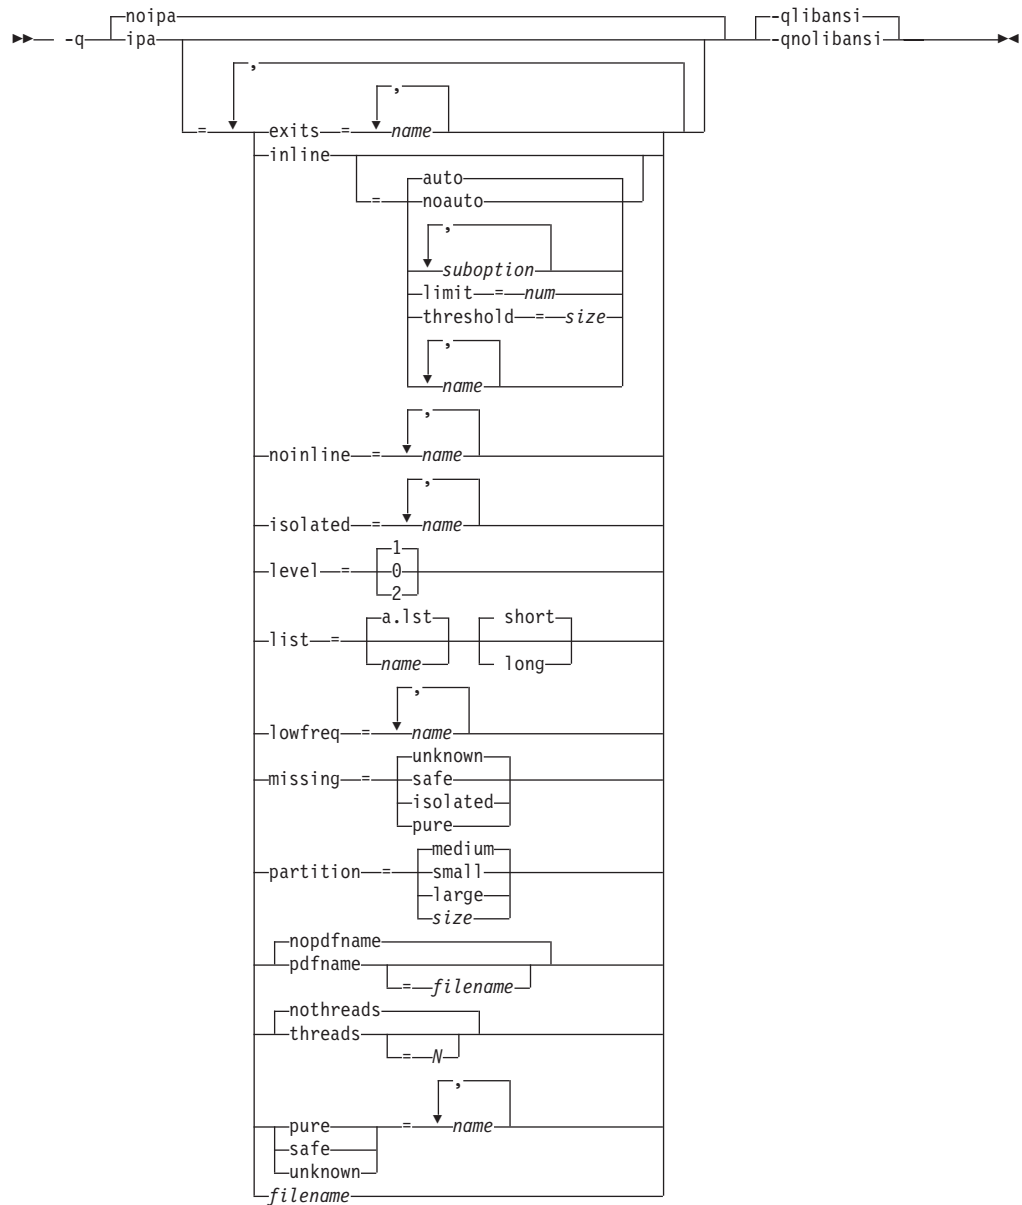 noipa -qlibansi
-q ipa -qnolibansi
,
,
= exits = name
inline
auto
= noauto
,
suboption
limit = num
threshold = size
,
name
,
noinline = name
,
isolated = name
1
level = 0
2
a.lst short
list =
name long
,
lowfreq = name
unknown
missing = safe
isolated
pure
medium
partition = small
large
size
nopdfname
pdfname
= filename
nothreads
threads
= N
,
pure = name
safe
unknown
filename